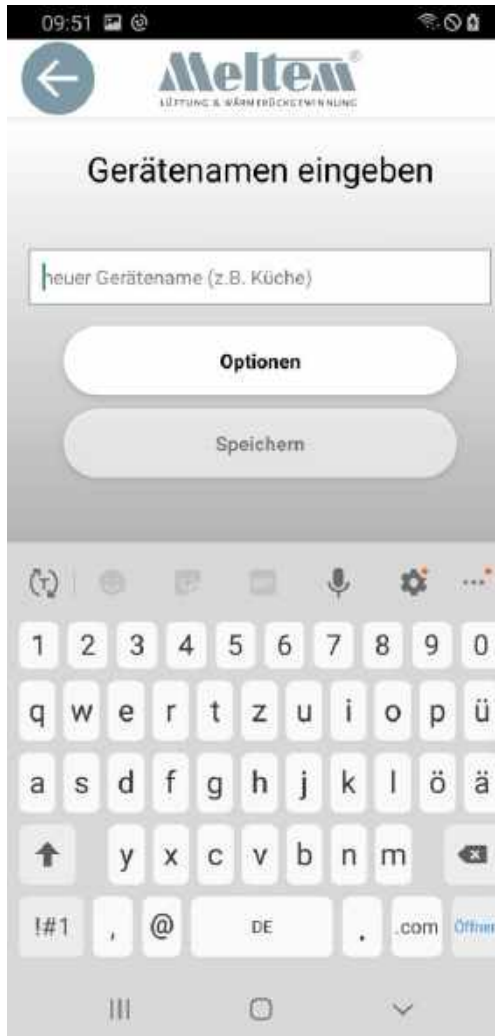 09:51
Meltem®
LÜFTUNG & WÄRMERÜCKGEWINNUNG
Gerätenamen eingeben
neuer Gerätename (z.B. Küche)
Optionen
Speichern
1 2 3 4 5 6 7 8 9 0
q w e r t z u i o p ü
a s d f g h j k l ö ä
y x c v b n m
!#1 , @ DE . .com Öffnen